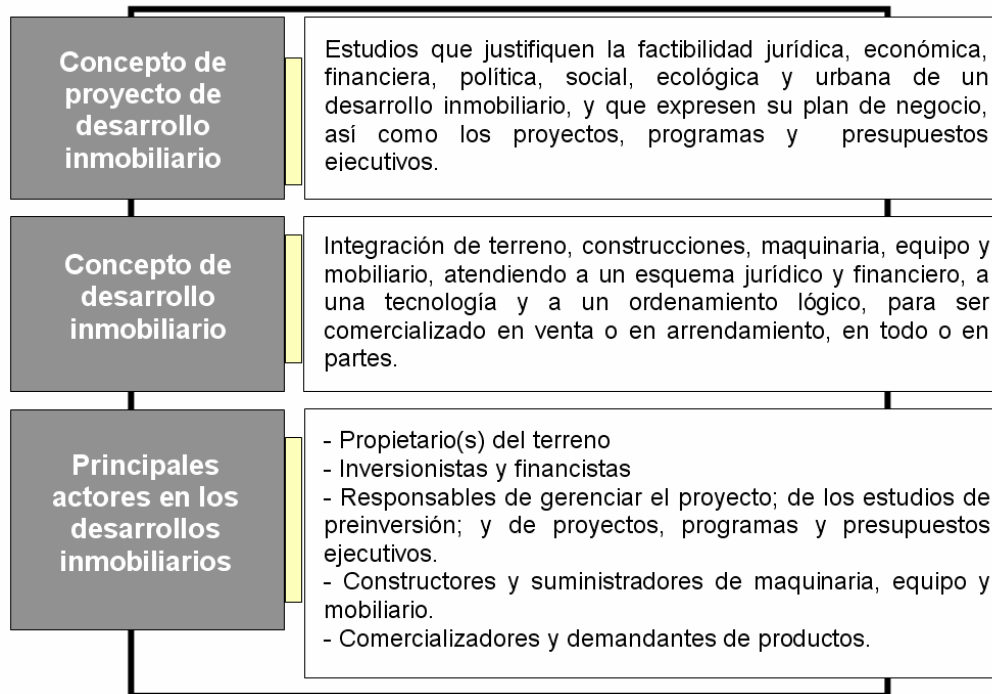 Concepto de
proyecto de
desarrollo
inmobiliario
Estudios que justifiquen la factibilidad jurídica, económica,
financiera, política, social, ecológica y urbana de un
desarrollo inmobiliario, y que expresen su plan de negocio,
así como los proyectos, programas y presupuestos
ejecutivos.
Concepto de
desarrollo
inmobiliario
Integración de terreno, construcciones, maquinaria, equipo y
mobiliario, atendiendo a un esquema jurídico y financiero, a
una tecnología y a un ordenamiento lógico, para ser
comercializado en venta o en arrendamiento, en todo o en
partes.
Principales
actores en los
desarrollos
inmobiliarios
- Propietario(s) del terreno
- Inversionistas y financistas
- Responsables de gerenciar el proyecto; de los estudios de
preinversión; y de proyectos, programas y presupuestos
ejecutivos.
- Constructores y suministradores de maquinaria, equipo y
mobiliario.
- Comercializadores y demandantes de productos.